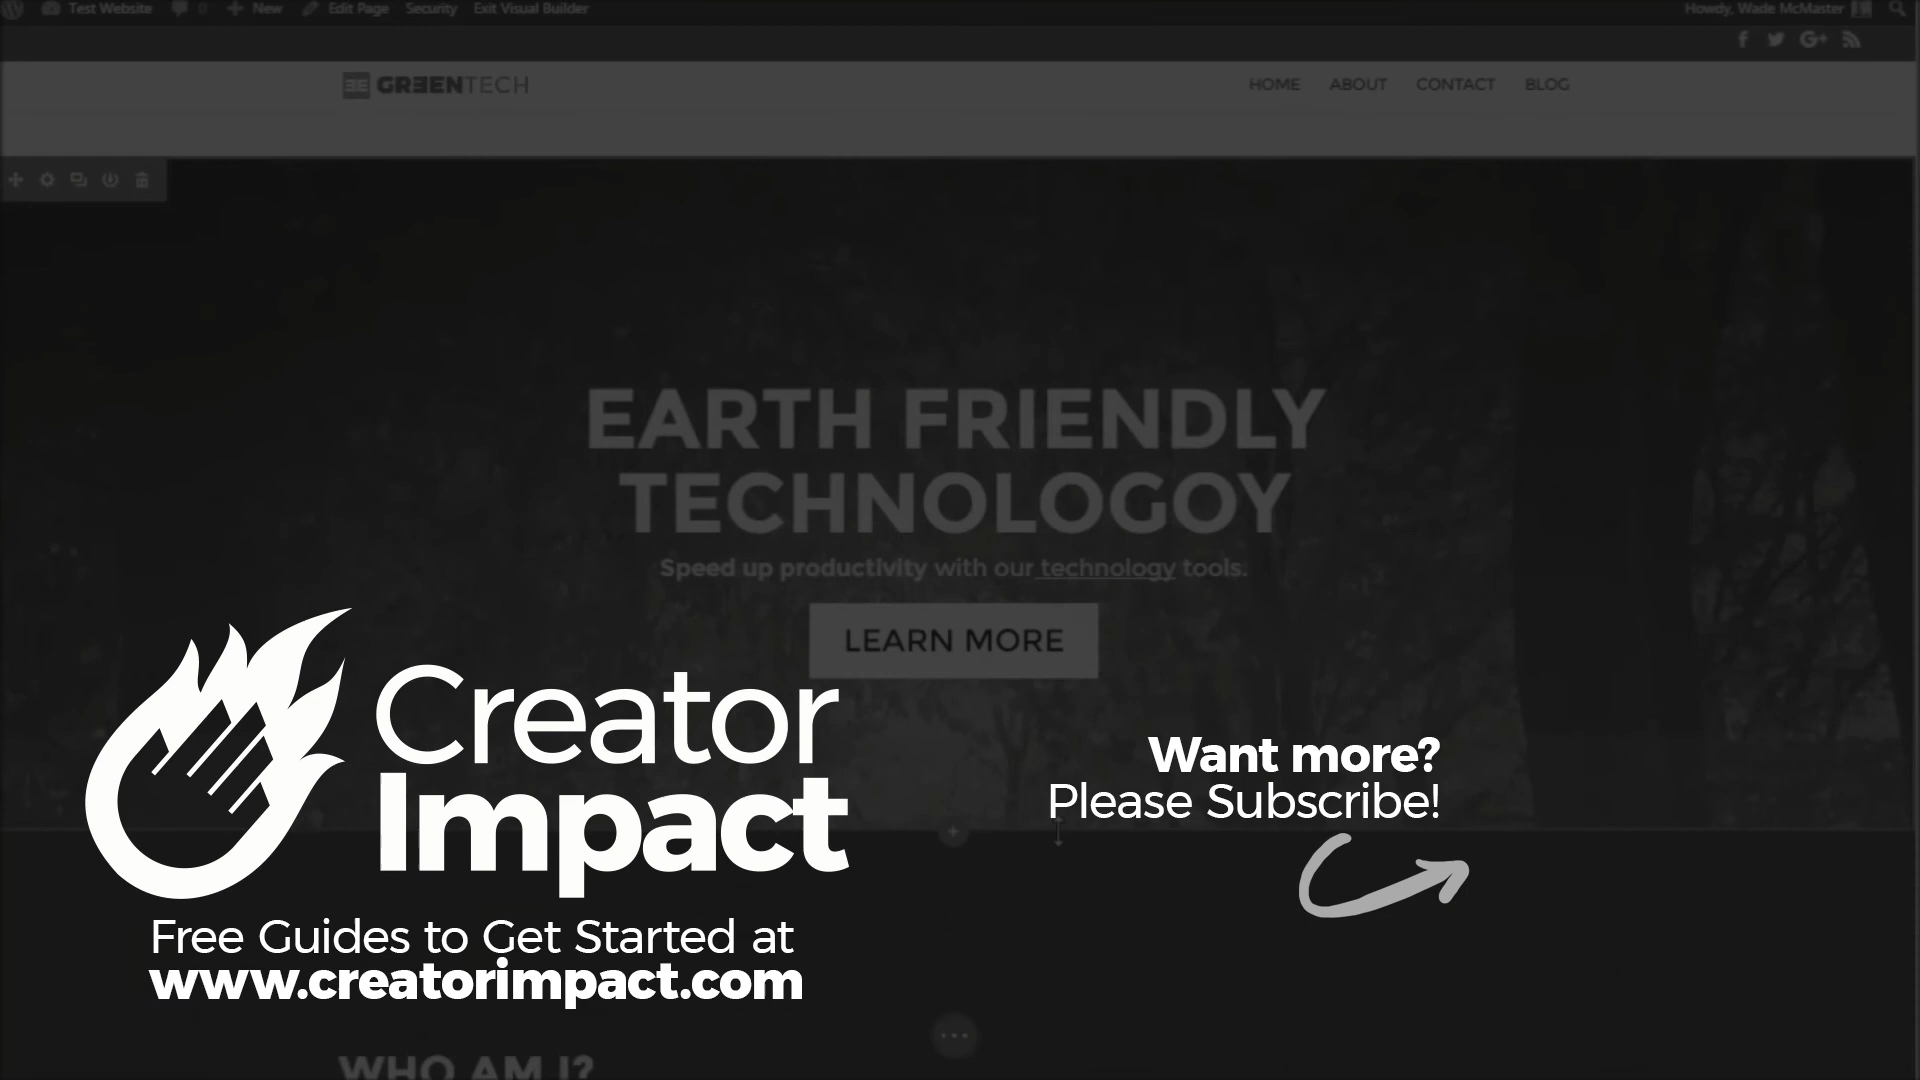 Test Website 0 New Edit Page Security Exit Visual Builder Howdy, Wade McMaster
GREENTECH HOME ABOUT CONTACT BLOG
EARTH FRIENDLY
TECHNOLOGOY
Speed up productivity with our technology tools.
LEARN MORE
Creator
Impact
Free Guides to Get Started at
www.creatorimpact.com
Want more?
Please Subscribe!
WHO AM I?